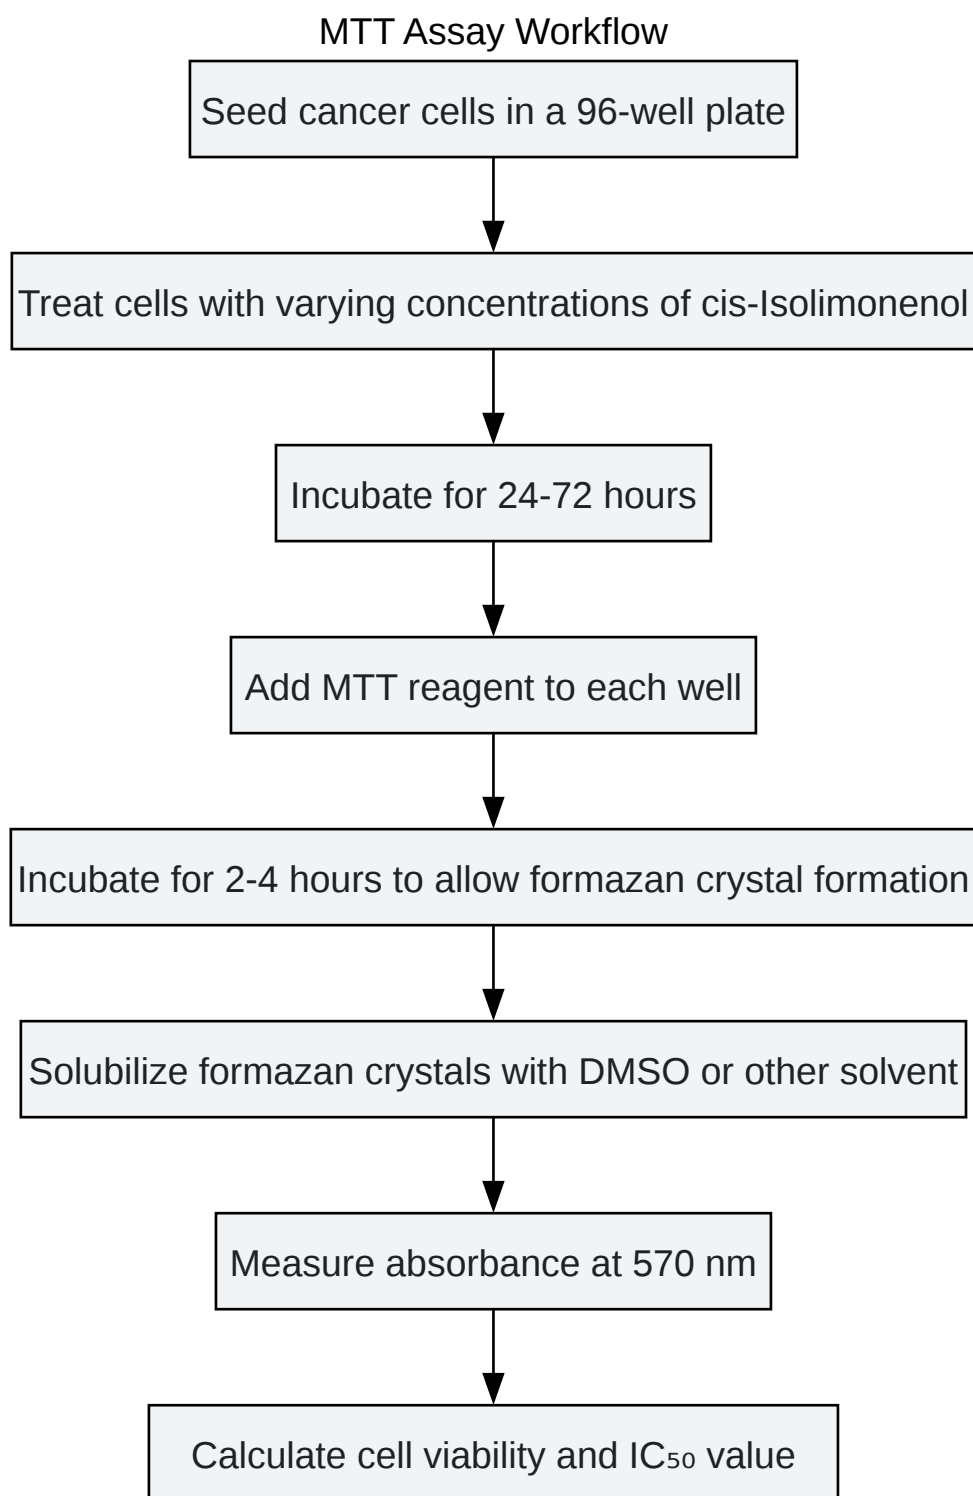 MTT Assay Workflow
Seed cancer cells in a 96-well plate
Treat cells with varying concentrations of cis-Isolimonenol
Incubate for 24-72 hours
Add MTT reagent to each well
Incubate for 2-4 hours to allow formazan crystal formation
Solubilize formazan crystals with DMSO or other solvent
Measure absorbance at 570 nm
Calculate cell viability and IC₅₀ value